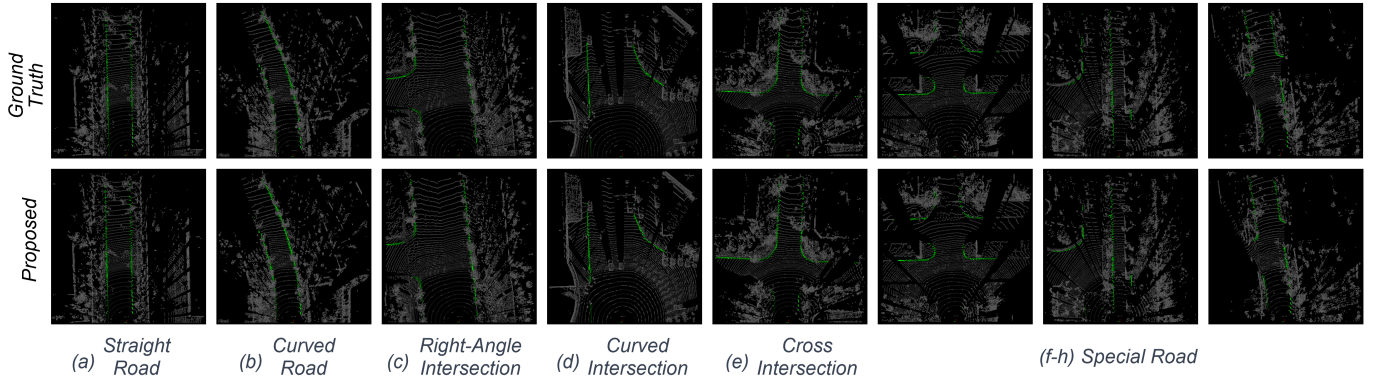 Ground
Truth
Proposed
(a) Straight
Road
(b) Curved
Road
(c) Right-Angle
Intersection
(d) Curved
Intersection
(e) Cross
Intersection
(f-h) Special Road